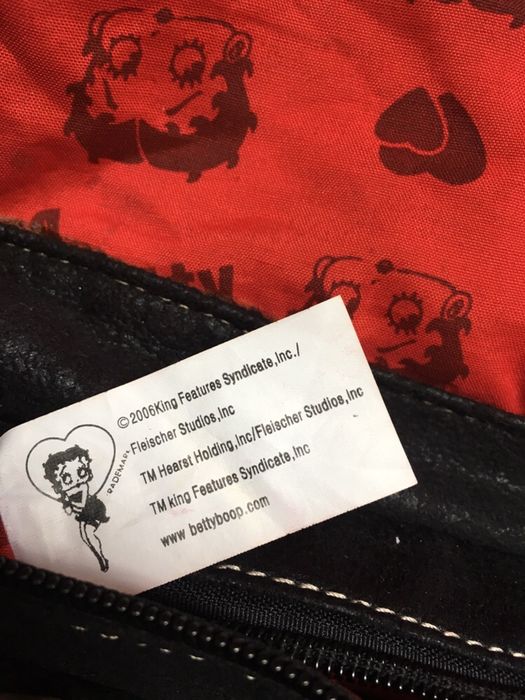 ©2006King Features Syndicate,Inc./
Fleischer Studios,Inc
TM Hearst Holding,Inc/Fleischer Studios,Inc
TM king Features Syndicate,Inc
www.bettyboop.com